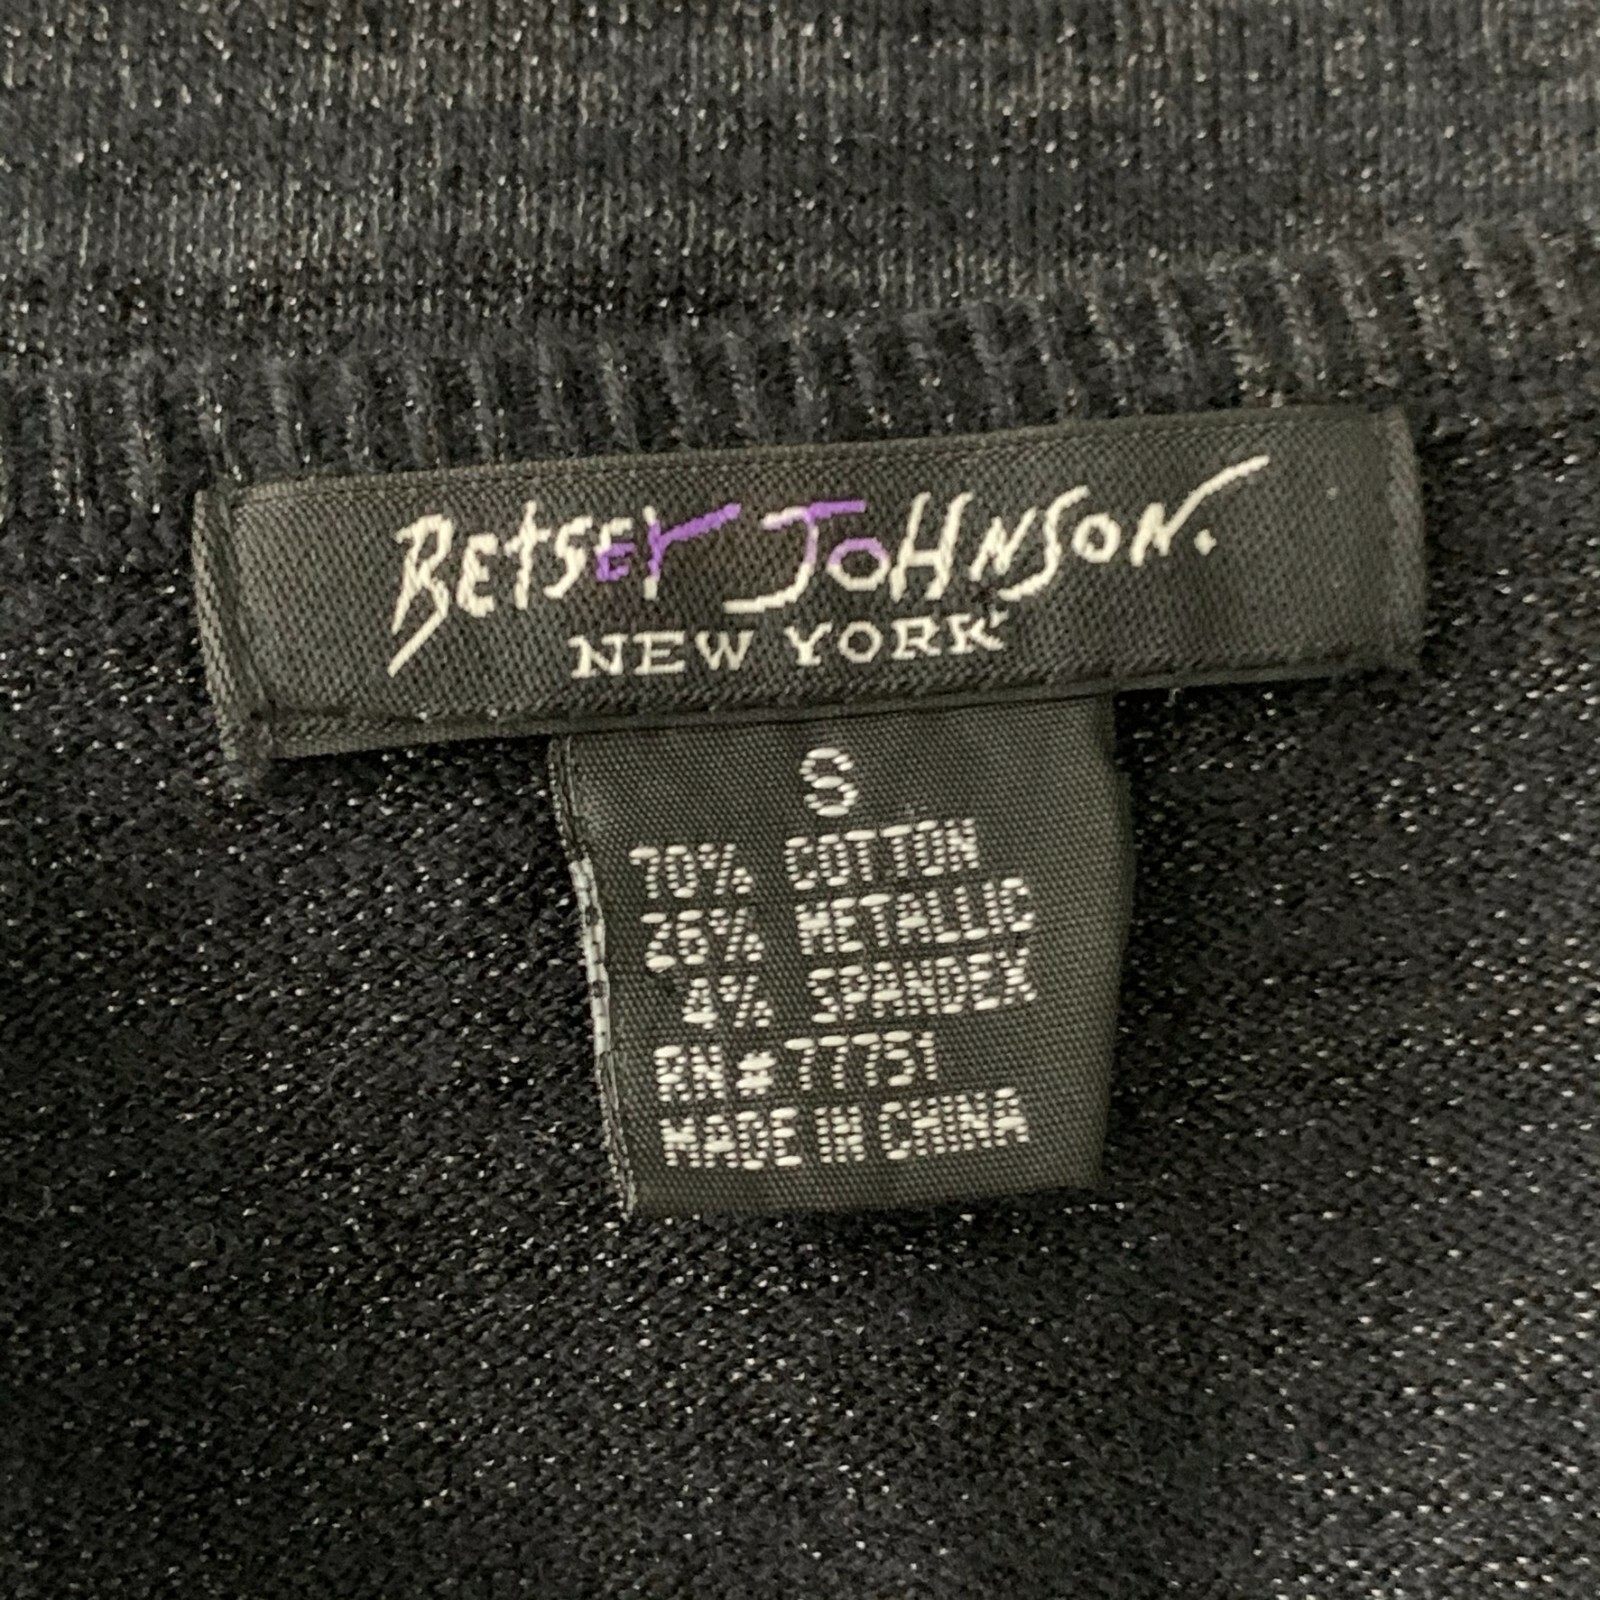 BEtSEY JOHNSON.
NEW YORK
S
70% COTTON
26% METALLIC
4% SPANDEX
RN#77751
MADE IN CHINA